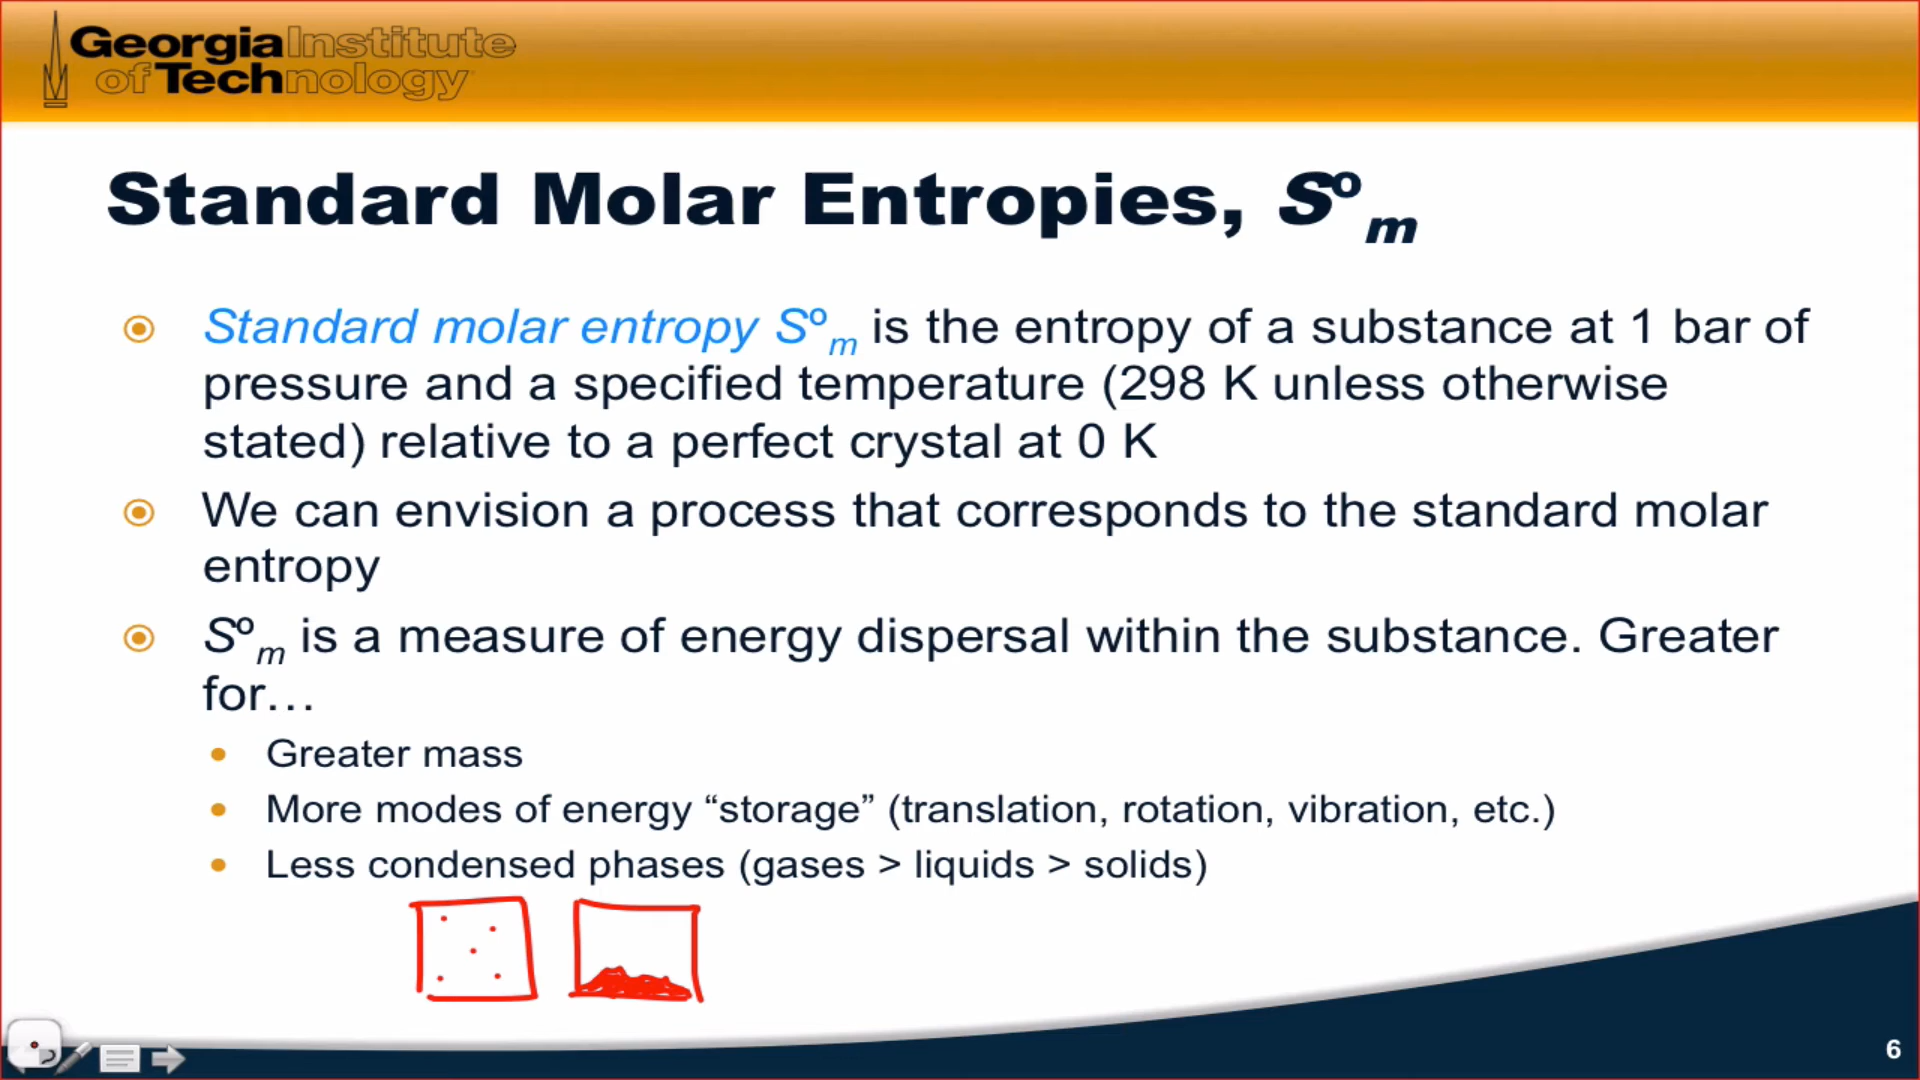 Georgia Institute
of Technology
Standard Molar Entropies, Sº
m
Standard molar entropy Sºm is the entropy of a substance at 1 bar of
pressure and a specified temperature (298 K unless otherwise
stated) relative to a perfect crystal at 0 K
We can envision a process that corresponds to the standard molar
entropy
Sºm is a measure of energy dispersal within the substance. Greater
for…
Greater mass
More modes of energy “storage” (translation, rotation, vibration, etc.)
Less condensed phases (gases > liquids > solids)
6